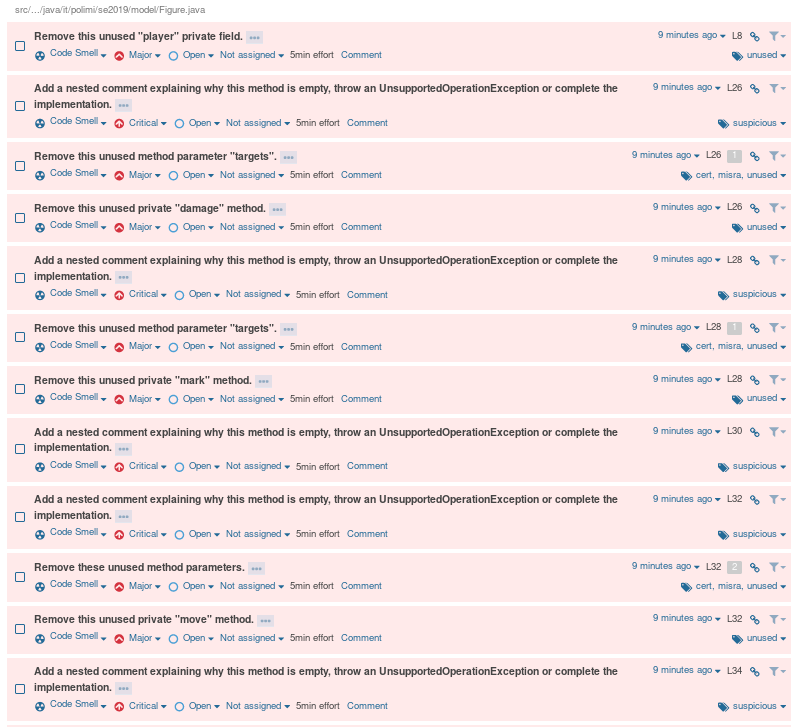 src/.../java/it/polimi/se2019/model/Figure.java
Remove this unused "player" private field. ••• 9 minutes ago L8
Code Smell Major Open Not assigned 5min effort Comment unused
Add a nested comment explaining why this method is empty, throw an UnsupportedOperationException or complete the 9 minutes ago L26
implementation. •••
Code Smell Critical Open Not assigned 5min effort Comment suspicious
Remove this unused method parameter "targets". ••• 9 minutes ago L26 1
Code Smell Major Open Not assigned 5min effort Comment cert, misra, unused
Remove this unused private "damage" method. ••• 9 minutes ago L26
Code Smell Major Open Not assigned 5min effort Comment unused
Add a nested comment explaining why this method is empty, throw an UnsupportedOperationException or complete the 9 minutes ago L28
implementation. •••
Code Smell Critical Open Not assigned 5min effort Comment suspicious
Remove this unused method parameter "targets". ••• 9 minutes ago L28 1
Code Smell Major Open Not assigned 5min effort Comment cert, misra, unused
Remove this unused private "mark" method. ••• 9 minutes ago L28
Code Smell Major Open Not assigned 5min effort Comment unused
Add a nested comment explaining why this method is empty, throw an UnsupportedOperationException or complete the 9 minutes ago L30
implementation. •••
Code Smell Critical Open Not assigned 5min effort Comment suspicious
Add a nested comment explaining why this method is empty, throw an UnsupportedOperationException or complete the 9 minutes ago L32
implementation. •••
Code Smell Critical Open Not assigned 5min effort Comment suspicious
Remove these unused method parameters. ••• 9 minutes ago L32 2
Code Smell Major Open Not assigned 5min effort Comment cert, misra, unused
Remove this unused private "move" method. ••• 9 minutes ago L32
Code Smell Major Open Not assigned 5min effort Comment unused
Add a nested comment explaining why this method is empty, throw an UnsupportedOperationException or complete the 9 minutes ago L34
implementation. •••
Code Smell Critical Open Not assigned 5min effort Comment suspicious